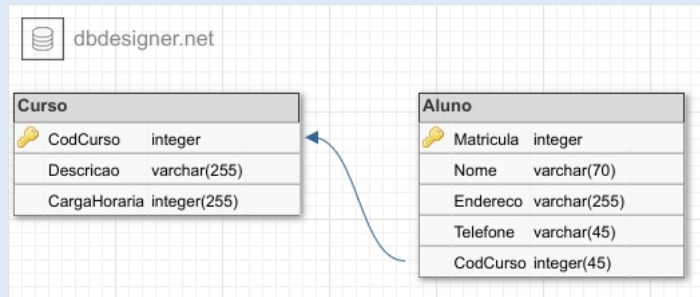 dbdesigner.net
Curso
CodCurso integer
Descricao varchar(255)
CargaHoraria integer(255)
Aluno
Matricula integer
Nome varchar(70)
Endereco varchar(255)
Telefone varchar(45)
CodCurso integer(45)